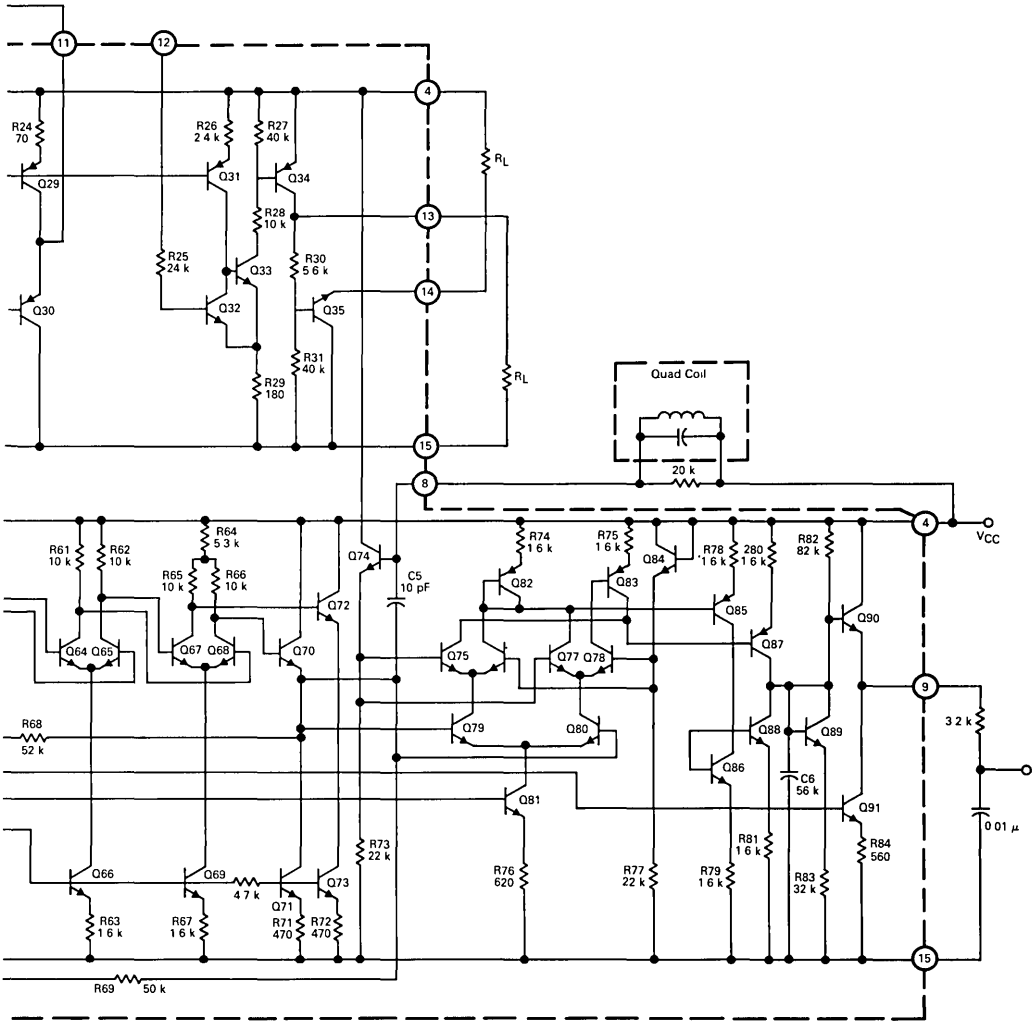 11
12
4
R24
70
R26
2 4 k
R27
40 k
RL
Q29
Q31
Q34
R28
10 k
13
R25
24 k
Q33
R30
5 6 k
14
Q30
Q32
Q35
R31
40 k
R29
180
RL
Quad Coil
15
8
20 k
4
VCC
R61
10 k
R62
10 k
R64
5 3 k
R65
10 k
R66
10 k
Q72
Q74
C5
10 pF
R74
1 6 k
R75
1 6 k
Q84
R78
1 6 k
280
1 6 k
R82
82 k
Q82
Q83
Q85
Q90
Q64
Q65
Q67
Q68
Q70
Q75
Q77
Q78
Q87
9
R68
52 k
Q79
Q80
Q88
Q89
3 2 k
Q86
C6
56 k
Q81
Q91
0 01 μ
R73
22 k
R81
1 6 k
R84
560
Q66
Q69
4 7 k
Q71
Q73
R76
620
R77
22 k
R79
1 6 k
R83
32 k
R63
1 6 k
R67
1 6 k
R71
470
R72
470
15
R69
50 k